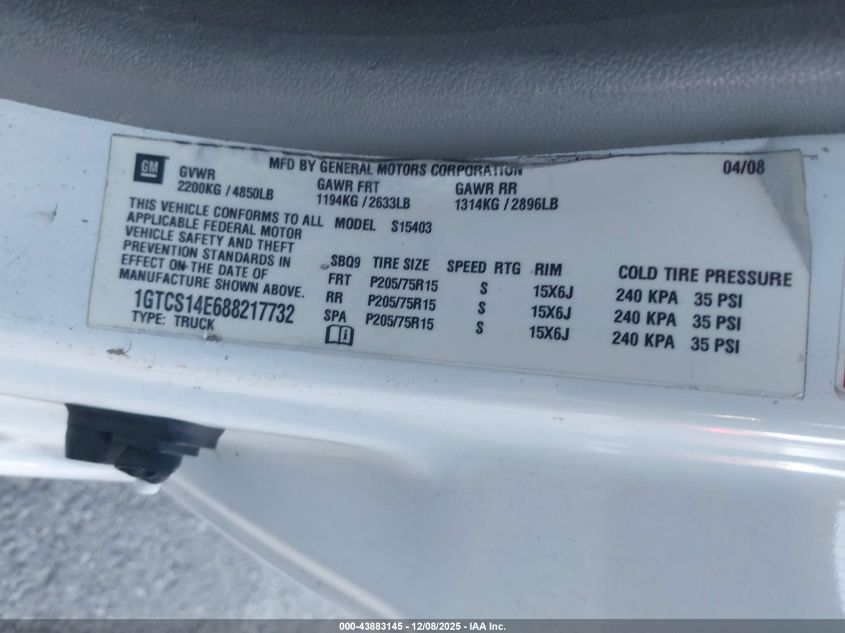 GM
MFD BY GENERAL MOTORS CORPORATION
04/08
GVWR
2200KG / 4850LB
GAWR FRT
1194KG / 2633LB
GAWR RR
1314KG / 2896LB
THIS VEHICLE CONFORMS TO ALL
APPLICABLE FEDERAL MOTOR
VEHICLE SAFETY AND THEFT
PREVENTION STANDARDS IN
EFFECT ON THE DATE OF
MANUFACTURE SHOWN ABOVE.
1GTCS14E688217732
TYPE: TRUCK
MODEL S15403
SBQ9 TIRE SIZE SPEED RTG RIM COLD TIRE PRESSURE
FRT P205/75R15 S 15X6J 240 KPA 35 PSI
RR P205/75R15 S 15X6J 240 KPA 35 PSI
SPA P205/75R15 S 15X6J 240 KPA 35 PSI
000-43883145 - 12/08/2025 - IAA Inc.